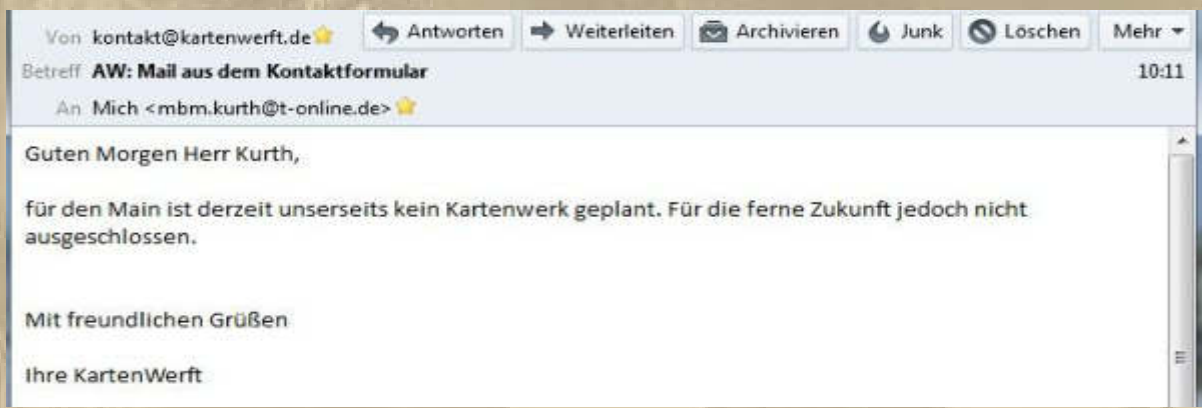 Von kontakt@kartenwerft.de Antworten Weiterleiten Archivieren Junk Löschen Mehr
Betreff AW: Mail aus dem Kontaktformular 10:11
An Mich <mbm.kurth@t-online.de>
Guten Morgen Herr Kurth,
für den Main ist derzeit unserseits kein Kartenwerk geplant. Für die ferne Zukunft jedoch nicht
ausgeschlossen.
Mit freundlichen Grüßen
Ihre KartenWerft